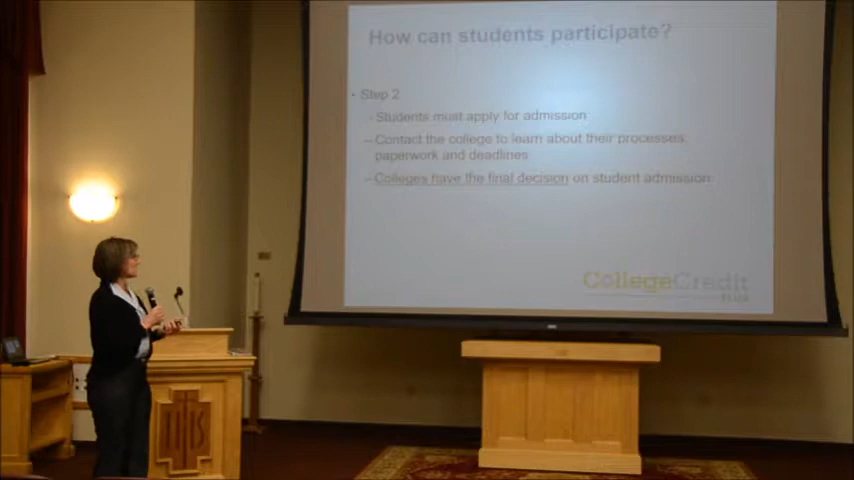 How can students participate?
• Step 2
– Students must apply for admission
– Contact the college to learn about their processes,
paperwork and deadlines
– Colleges have the final decision on student admission
CollegeCredit
PLUS
IHS